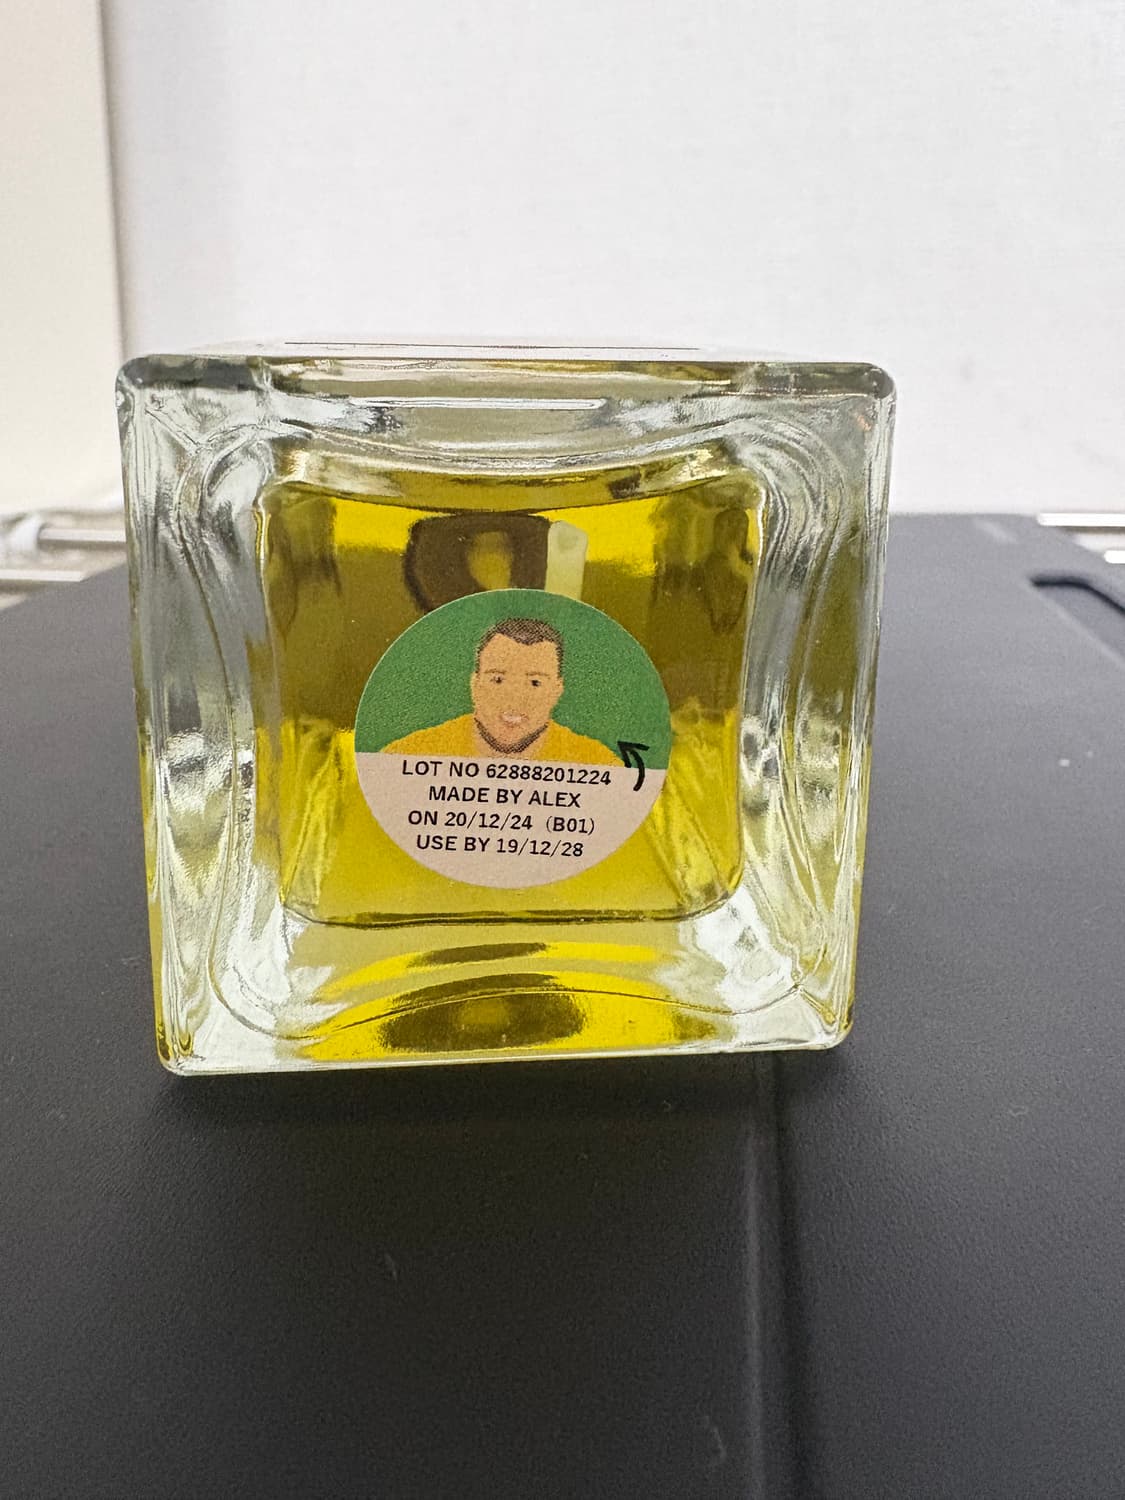 LOT NO 62888201224
MADE BY ALEX
ON 20/12/24 (B01)
USE BY 19/12/28